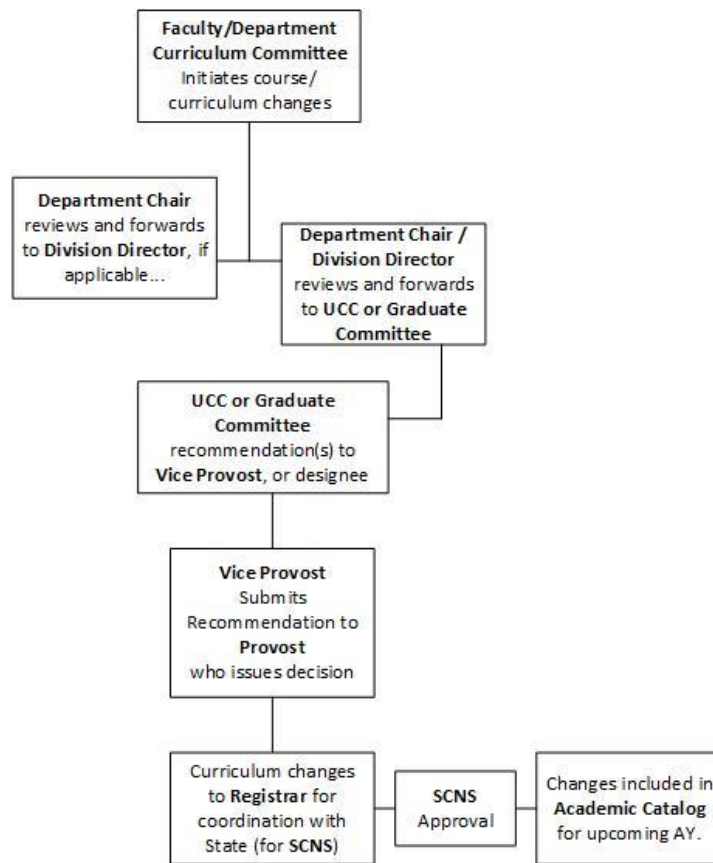 Faculty/Department
Curriculum Committee
Initiates course/
curriculum changes
Department Chair
reviews and forwards
to Division Director, if
applicable...
Department Chair /
Division Director
reviews and forwards
to UCC or Graduate
Committee
UCC or Graduate
Committee
recommendation(s) to
Vice Provost, or designee
Vice Provost
Submits
Recommendation to
Provost
who issues decision
Curriculum changes
to Registrar for
coordination with
State (for SCNS)
SCNS
Approval
Changes included in
Academic Catalog
for upcoming AY.